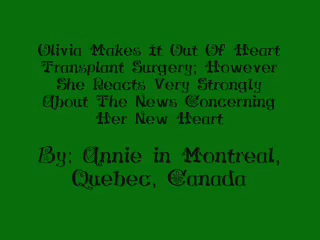 Olivia Makes It Out Of Heart
Transplant Surgery; However
She Reacts Very Strongly
About The News Concerning
Her New Heart
By: Annie in Montreal,
Quebec, Canada